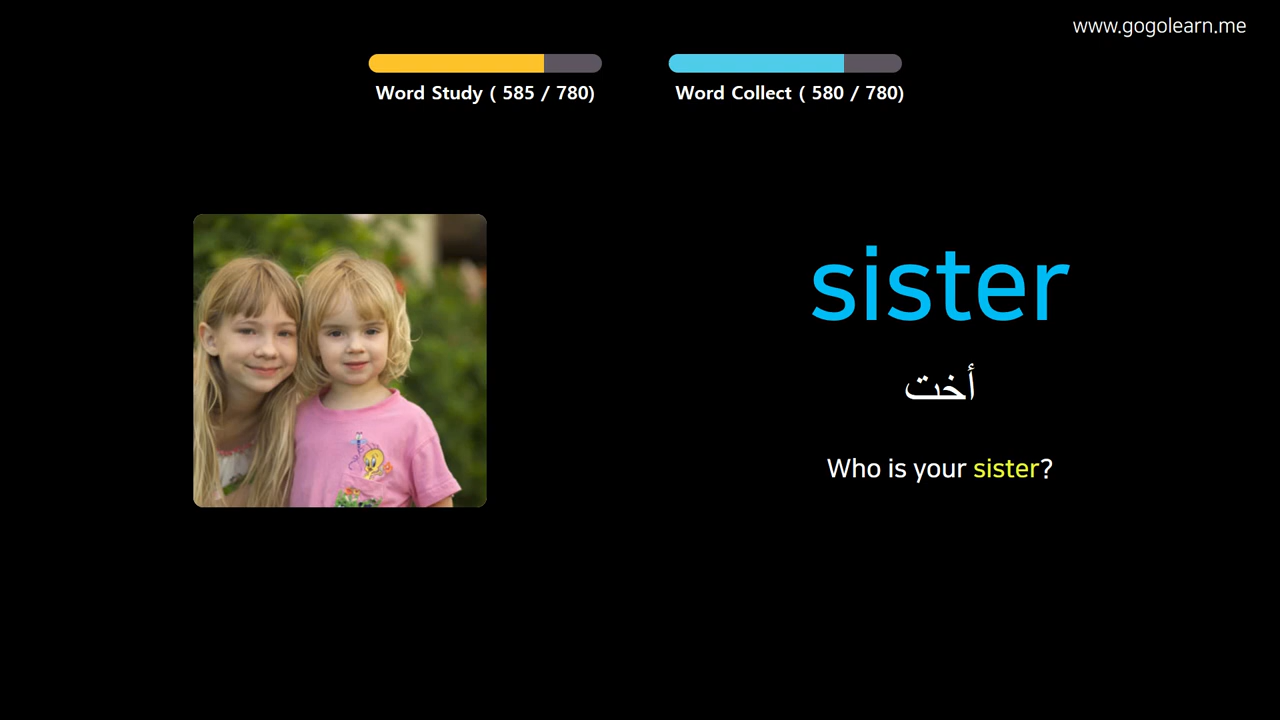 www.gogolearn.me
Word Study ( 585 / 780)
Word Collect ( 580 / 780)
sister
أخت
Who is your sister?